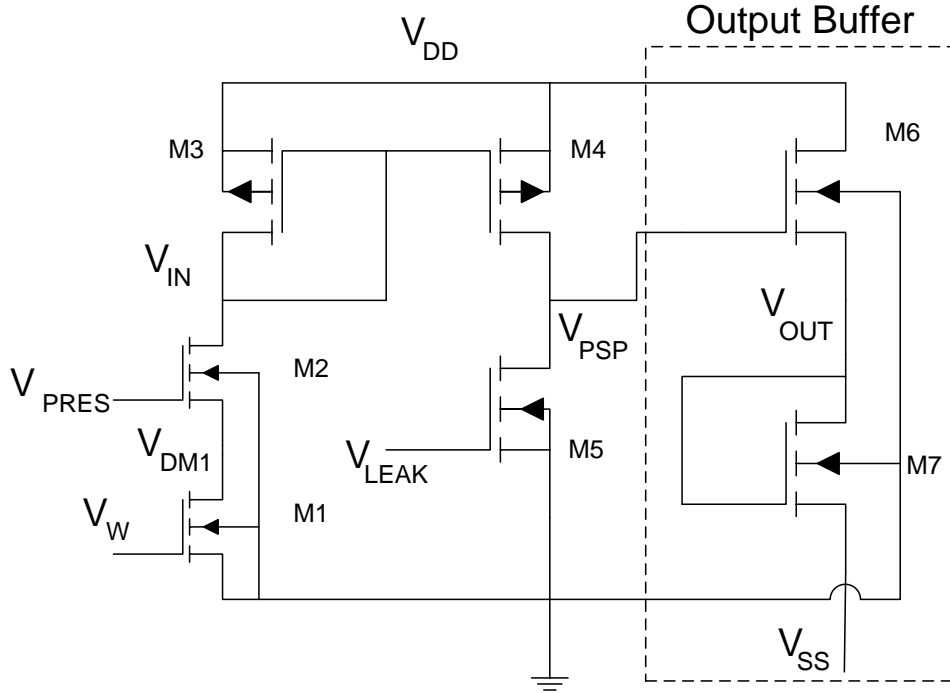 Output Buffer
V_DD
M3
M4
M6
V_IN
V_PSP
V_OUT
M2
V_PRES
V_DM1
V_LEAK
M5
M7
V_W
M1
V_SS